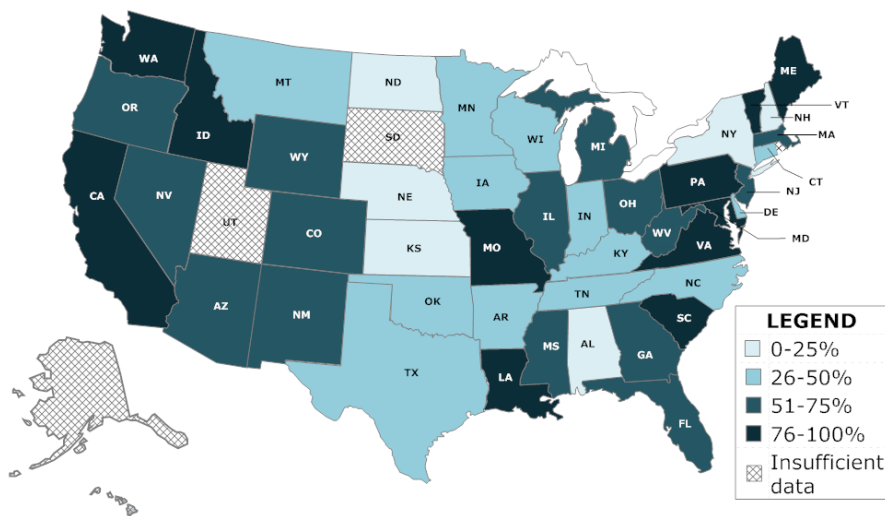 WA
ME
MT
ND
VT
MN
OR
NH
ID
SD
WI
NY
MA
WY
MI
CT
IA
PA
NE
NJ
NV
OH
CA
UT
IL
IN
DE
CO
WV
VA
MD
KS
MO
KY
NC
TN
AZ
OK
NM
AR
SC
LEGEND
MS
AL
GA
0-25%
TX
LA
26-50%
51-75%
FL
76-100%
Insufficient
data